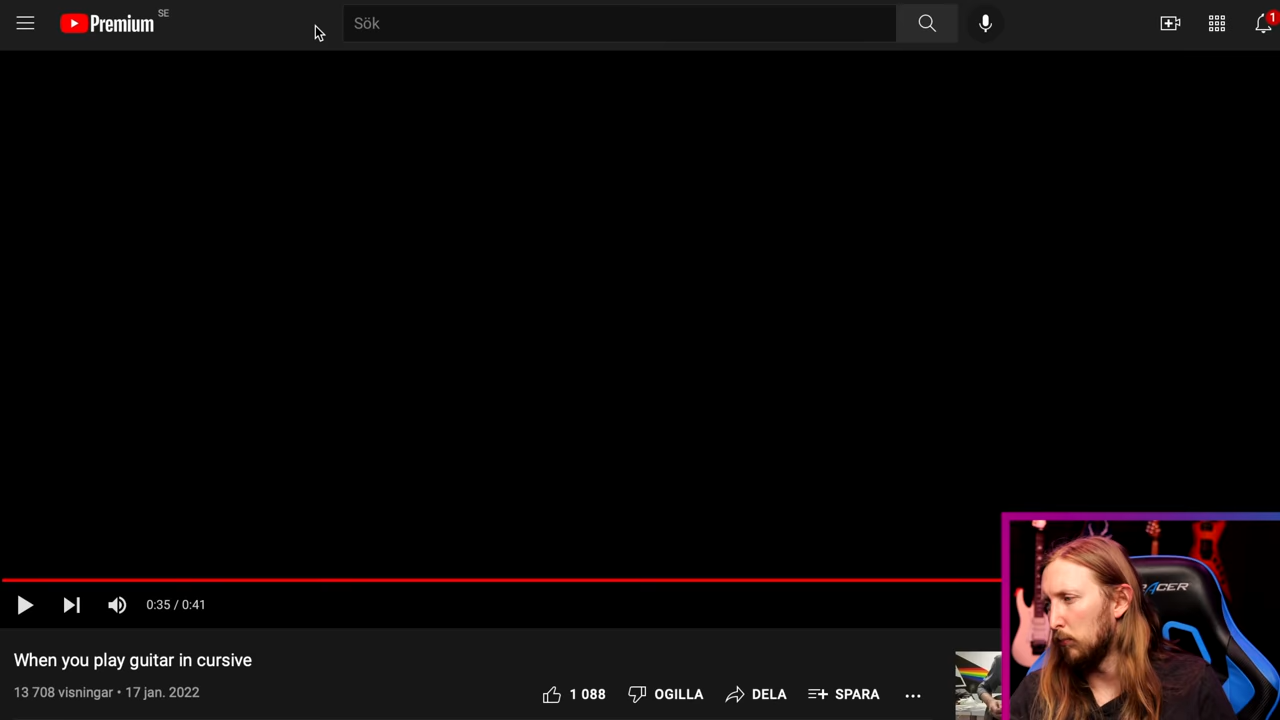 Premium SE
Sök
1
0:35 / 0:41
When you play guitar in cursive
13 708 visningar • 17 jan. 2022
1 088
OGILLA
DELA
SPARA